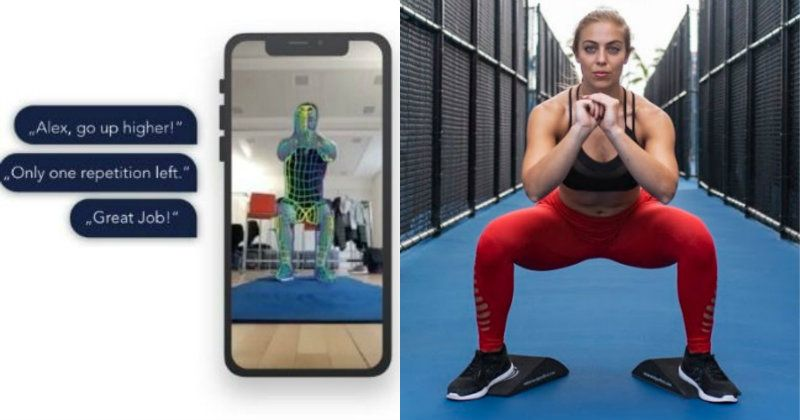 „Alex, go up higher!“
„Only one repetition left.“
„Great Job!“